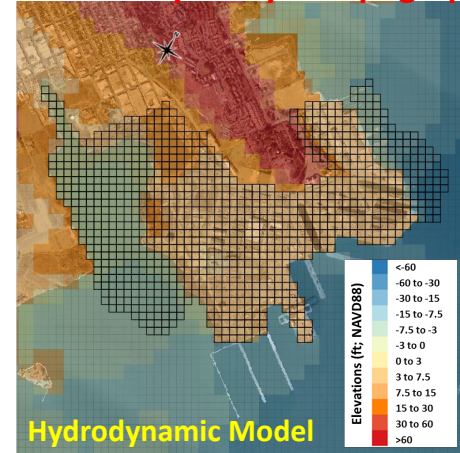 Elevations (ft; NAVD88)
<-60
-60 to -30
-30 to -15
-15 to -7.5
-7.5 to -3
-3 to 0
0 to 3
3 to 7.5
7.5 to 15
15 to 30
30 to 60
>60
Hydrodynamic Model